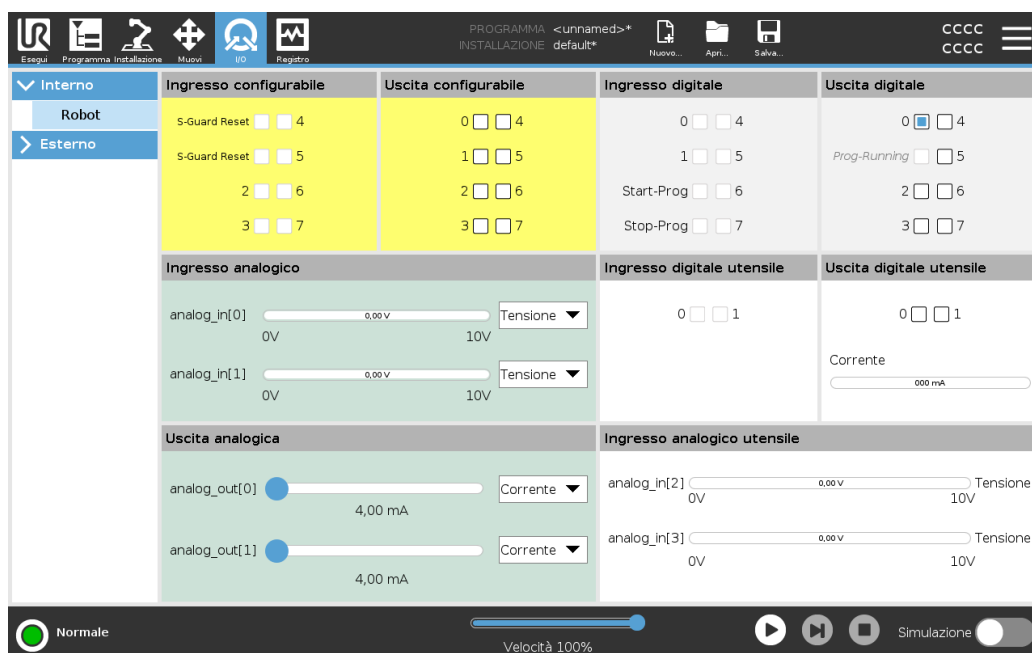 PROGRAMMA <unnamed>*
INSTALLAZIONE default*
UR
Esegui Programma Installazione Muovi I/O Registro
Nuovo... Apri... Salva...
CCCC
CCCC
Interno
Robot
Esterno
Ingresso configurabile
S-Guard Reset 4
S-Guard Reset 5
2 6
3 7
Uscita configurabile
0 4
1 5
2 6
3 7
Ingresso digitale
0 4
1 5
Start-Prog 6
Stop-Prog 7
Uscita digitale
0 4
Prog-Running 5
2 6
3 7
Ingresso analogico
analog_in[0] 0,00 V Tensione
0V 10V
analog_in[1] 0,00 V Tensione
0V 10V
Ingresso digitale utensile
0 1
Uscita digitale utensile
0 1
Corrente
000 mA
Uscita analogica
analog_out[0] Corrente
4,00 mA
analog_out[1] Corrente
4,00 mA
Ingresso analogico utensile
analog_in[2] 0,00 V Tensione
0V 10V
analog_in[3] 0,00 V Tensione
0V 10V
Normale
Velocità 100%
Simulazione